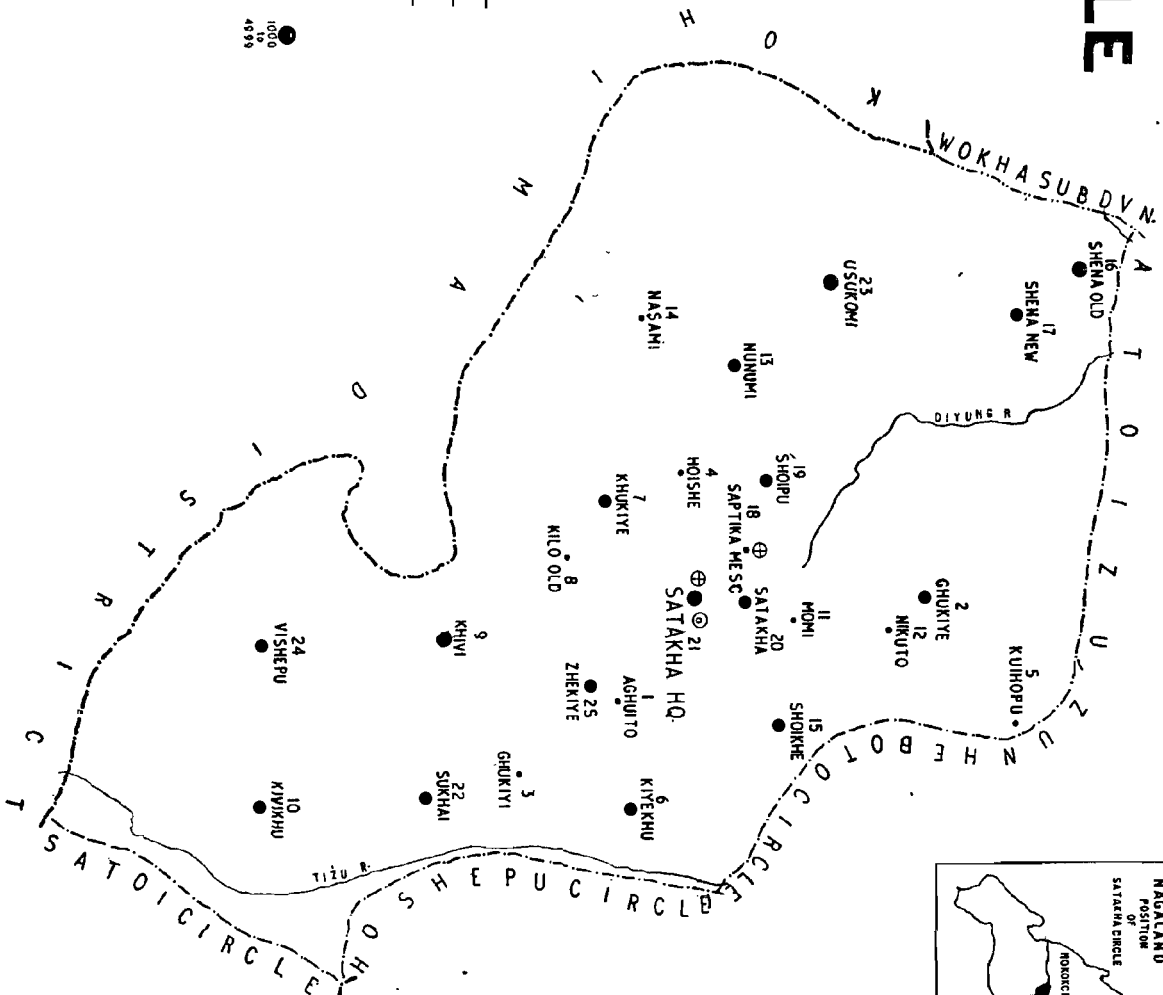 LE
1000
to
4999
KOHIMA DISTRICT
WOKHA SUBDVN.
ATOIZU
ZUNHEBOTO CIRCLE
HOSHEPU CIRCLE
SATOI CIRCLE
16
SHENA OLD
17
SHENA NEW
23
USUKOMI
14
NASAMI
13
NUNUMI
DIYUNG R
19
SHOIPU
4
HOISHE
18
SAPTIKA MESC
7
KHUKIYE
8
KILO OLD
2
GHUKIYE
12
NIKUTO
5
KUIHOPU
11
MOMI
20
SATAKHA
21
SATAKHA HQ.
15
SHOIKHE
1
AGHUITO
25
ZHEKIYE
9
KHIVI
24
VISHEPU
3
GHUKIYI
6
KIYEKHU
22
SUKHAI
10
KIVIKHU
TIZU R.
NAGALAND
POSITION
OF
SATAKHA CIRCLE
MOKOKC